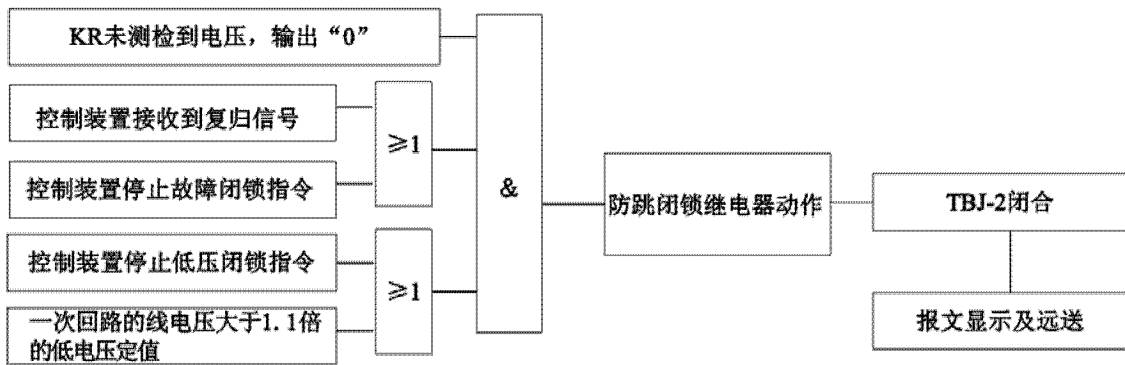 KR未测检到电压，输出“0”
控制装置接收到复归信号
≥1
控制装置停止故障闭锁指令
&
防跳闭锁继电器动作
TBJ-2闭合
控制装置停止低压闭锁指令
≥1
一次回路的线电压大于1.1倍
的低电压定值
报文显示及远送